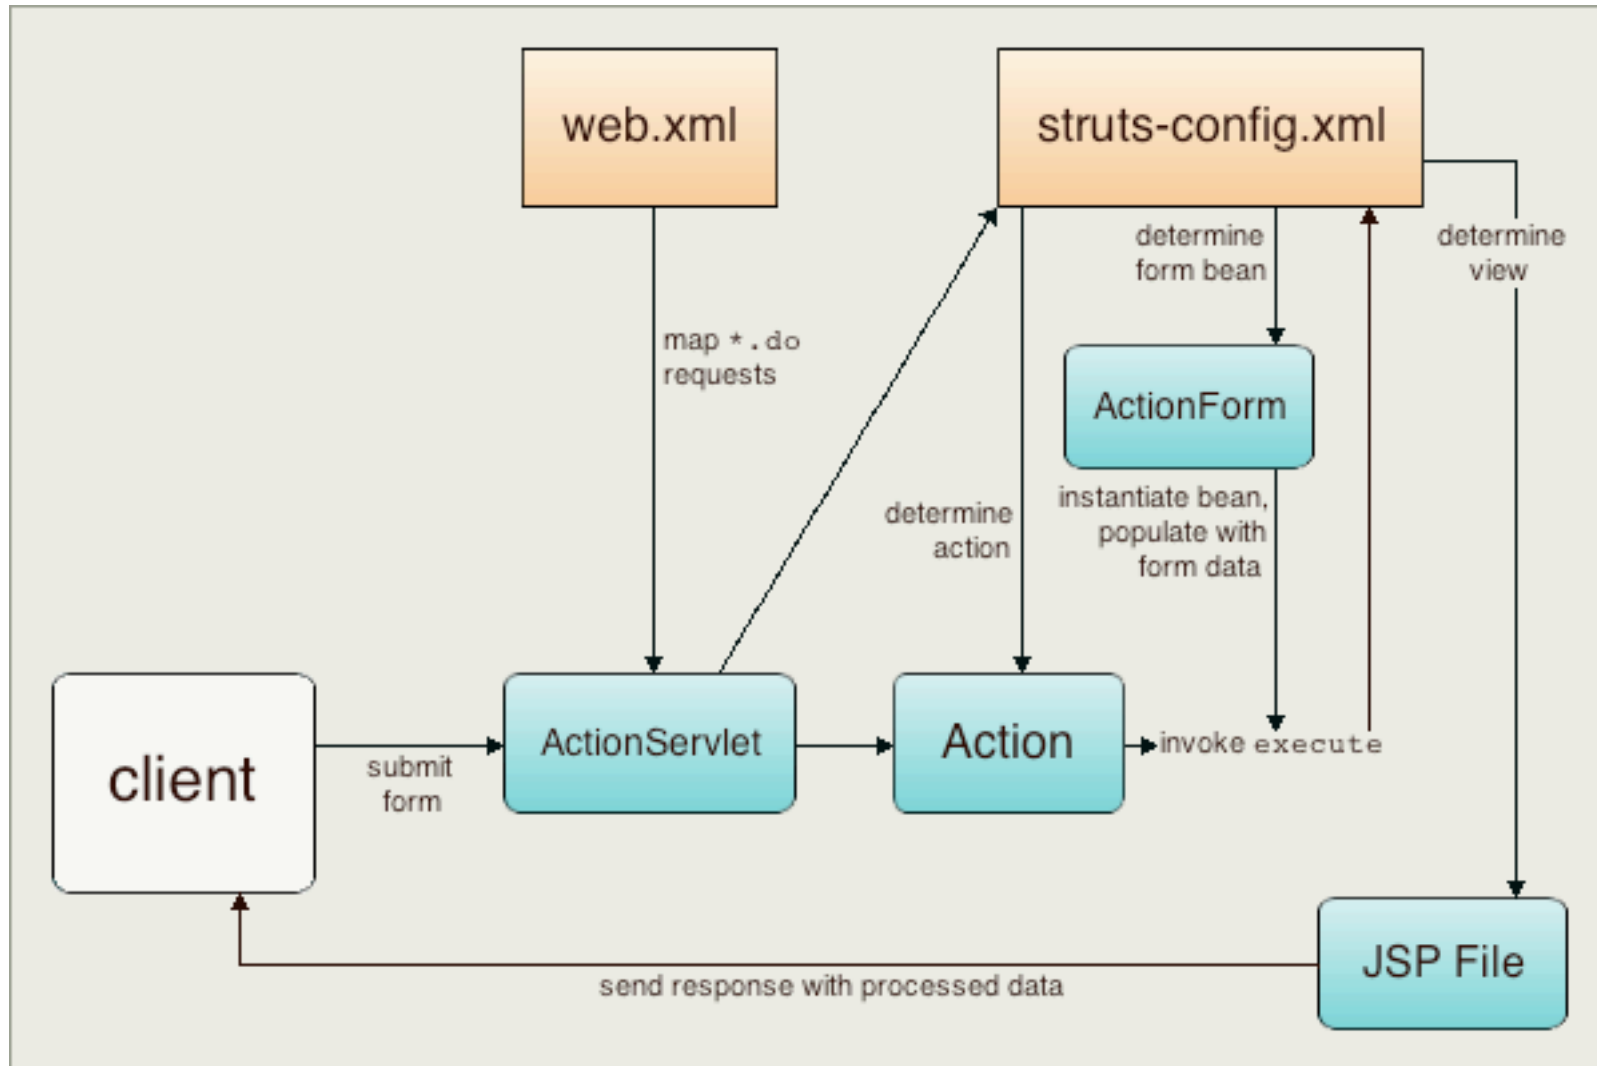 web.xml
struts-config.xml
determine
form bean
determine
view
map *.do
requests
ActionForm
instantiate bean,
populate with
form data
determine
action
client
submit
form
ActionServlet
Action
invoke execute
JSP File
send response with processed data